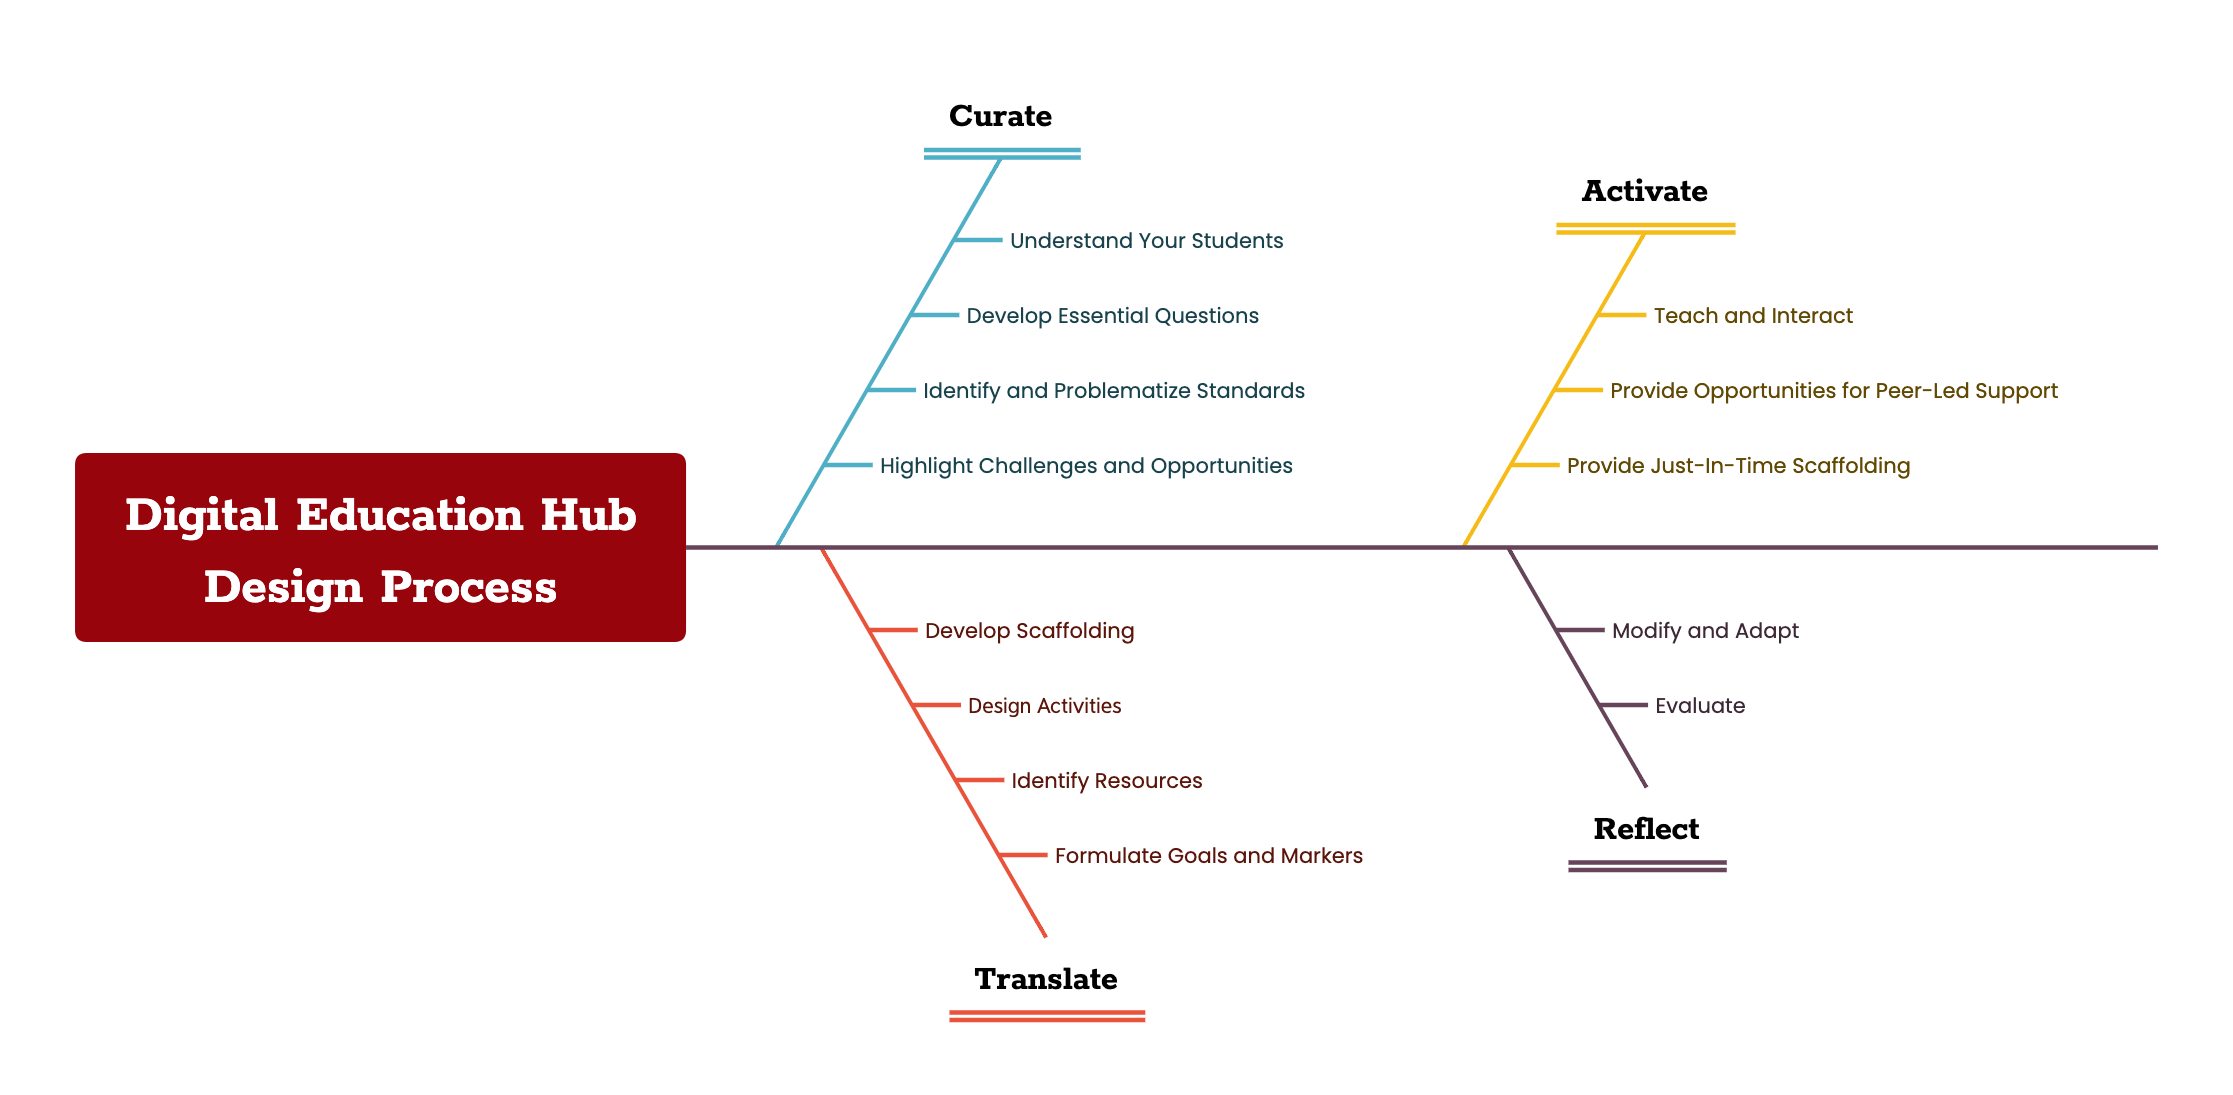 Digital Education Hub
Design Process
Curate
Understand Your Students
Develop Essential Questions
Identify and Problematize Standards
Highlight Challenges and Opportunities
Develop Scaffolding
Design Activities
Identify Resources
Formulate Goals and Markers
Translate
Activate
Teach and Interact
Provide Opportunities for Peer-Led Support
Provide Just-In-Time Scaffolding
Modify and Adapt
Evaluate
Reflect